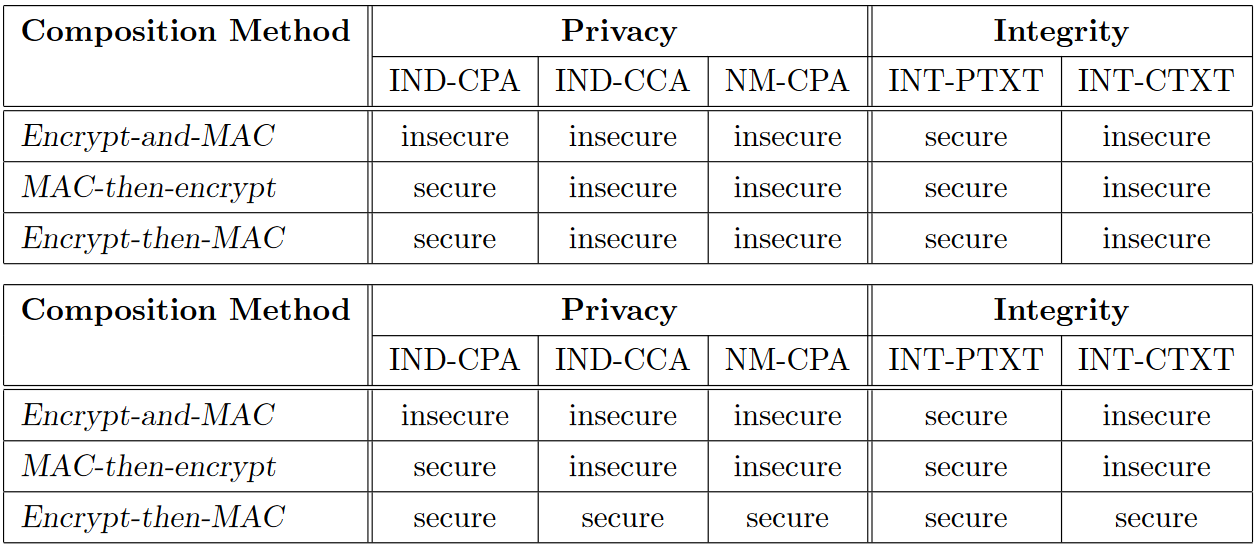 Composition Method Privacy Integrity
IND-CPA IND-CCA NM-CPA INT-PTXT INT-CTXT
Encrypt-and-MAC insecure insecure insecure secure insecure
MAC-then-encrypt secure insecure insecure secure insecure
Encrypt-then-MAC secure insecure insecure secure insecure
Composition Method Privacy Integrity
IND-CPA IND-CCA NM-CPA INT-PTXT INT-CTXT
Encrypt-and-MAC insecure insecure insecure secure insecure
MAC-then-encrypt secure insecure insecure secure insecure
Encrypt-then-MAC secure secure secure secure secure